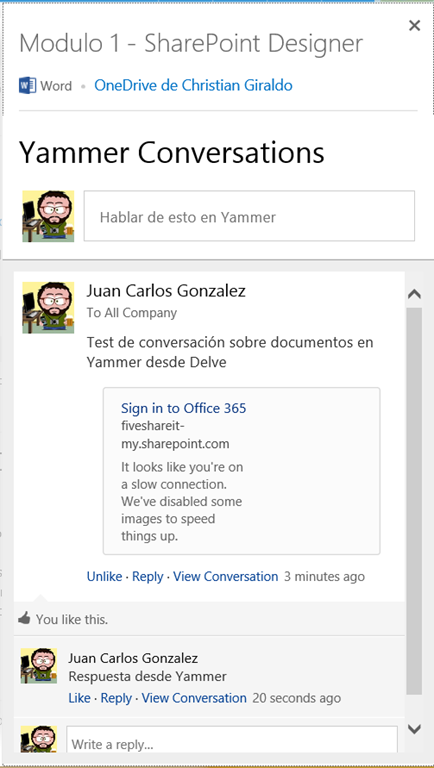 Modulo 1 - SharePoint Designer
Word • OneDrive de Christian Giraldo
Yammer Conversations
Hablar de esto en Yammer
Juan Carlos Gonzalez
To All Company
Test de conversación sobre documentos en
Yammer desde Delve
Sign in to Office 365
fiveshareit-
my.sharepoint.com
It looks like you're on
a slow connection.
We've disabled some
images to speed
things up.
Unlike · Reply · View Conversation 3 minutes ago
You like this.
Juan Carlos Gonzalez
Respuesta desde Yammer
Like · Reply · View Conversation 20 seconds ago
Write a reply...